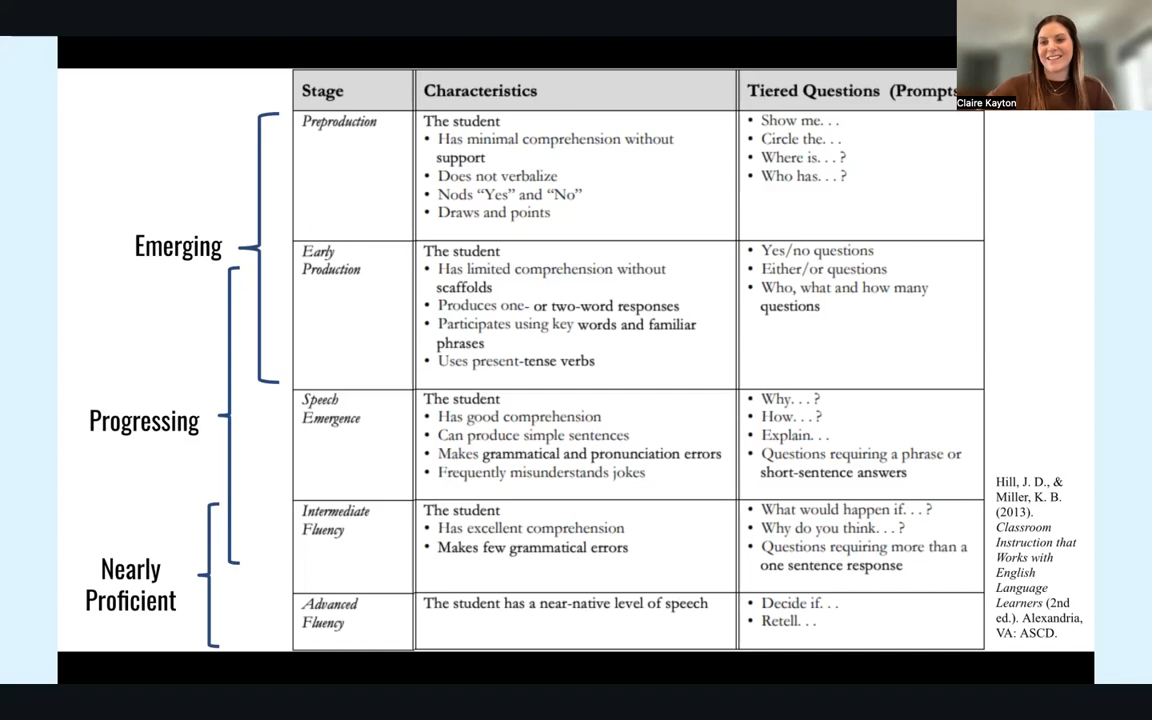 Claire Kayton
Stage
Characteristics
Tiered Questions (Prompts
Preproduction
The student
• Has minimal comprehension without
support
• Does not verbalize
• Nods “Yes” and “No”
• Draws and points
• Show me. . .
• Circle the. . .
• Where is. . . ?
• Who has. . . ?
Emerging
Early
Production
The student
• Has limited comprehension without
scaffolds
• Produces one- or two-word responses
• Participates using key words and familiar
phrases
• Uses present-tense verbs
• Yes/no questions
• Either/or questions
• Who, what and how many
questions
Progressing
Speech
Emergence
The student
• Has good comprehension
• Can produce simple sentences
• Makes grammatical and pronunciation errors
• Frequently misunderstands jokes
• Why. . . ?
• How. . . ?
• Explain. . .
• Questions requiring a phrase or
short-sentence answers
Intermediate
Fluency
The student
• Has excellent comprehension
• Makes few grammatical errors
• What would happen if. . . ?
• Why do you think. . . ?
• Questions requiring more than a
one sentence response
Nearly
Proficient
Advanced
Fluency
The student has a near-native level of speech
• Decide if. . .
• Retell. . .
Hill, J. D., &
Miller, K. B.
(2013).
Classroom
Instruction that
Works with
English
Language
Learners (2nd
ed.). Alexandria,
VA: ASCD.